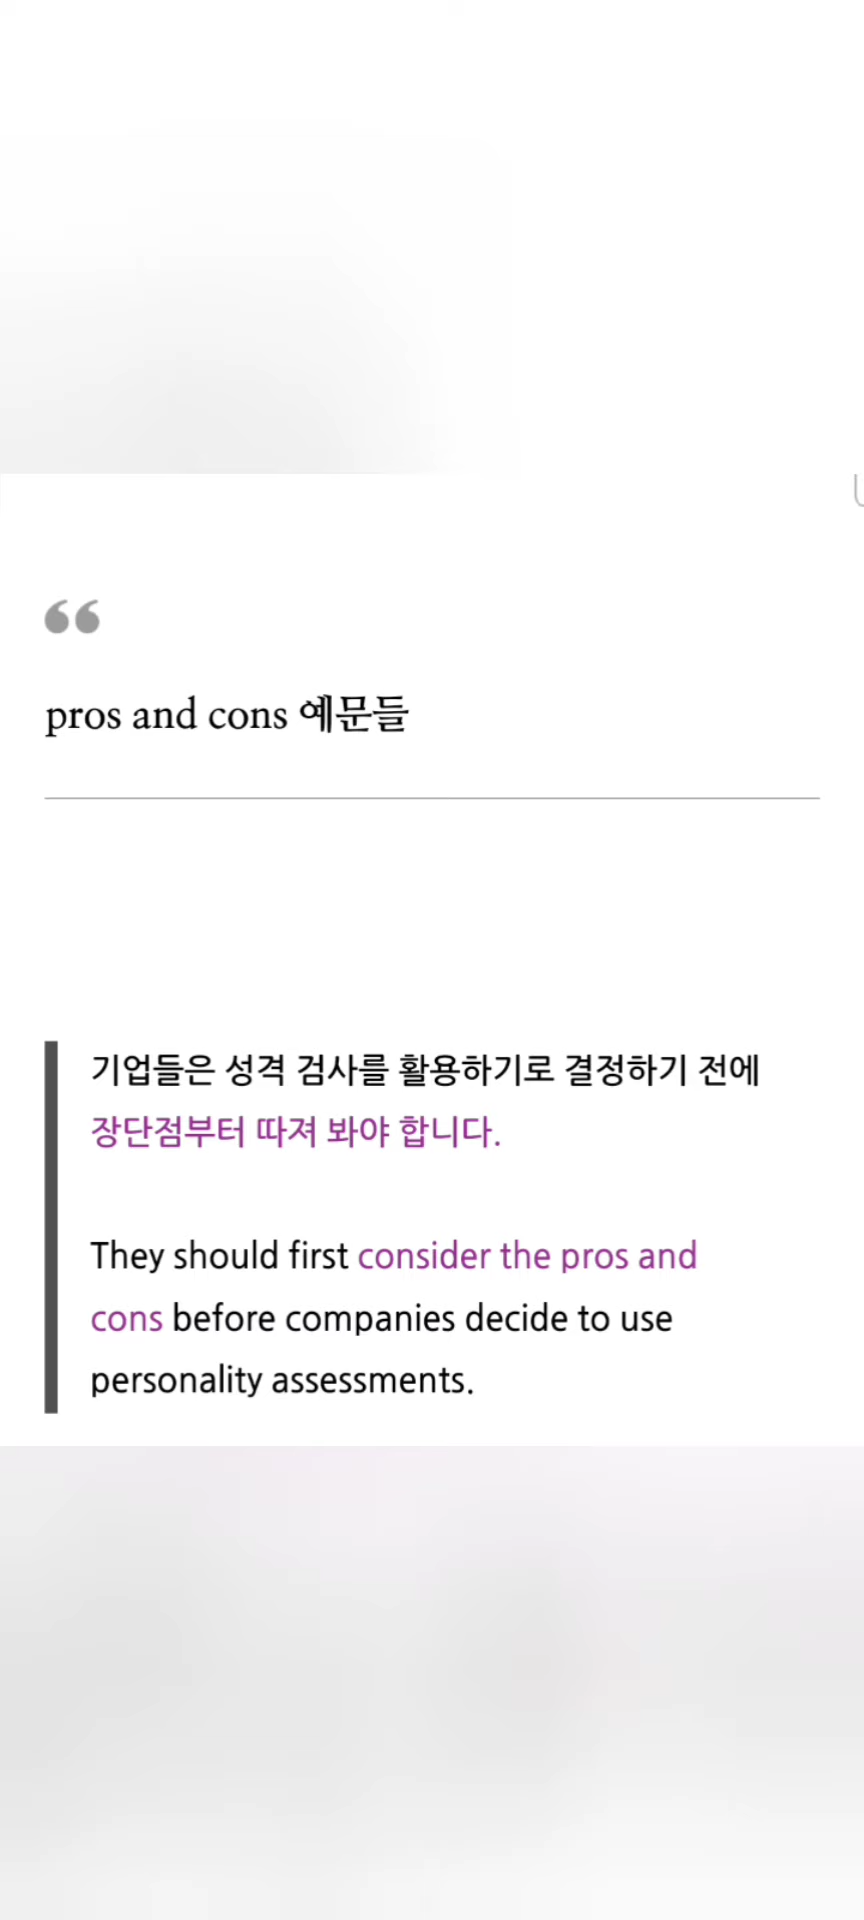 pros and cons 예문들
기업들은 성격 검사를 활용하기로 결정하기 전에
장단점부터 따져 봐야 합니다.
They should first consider the pros and
cons before companies decide to use
personality assessments.